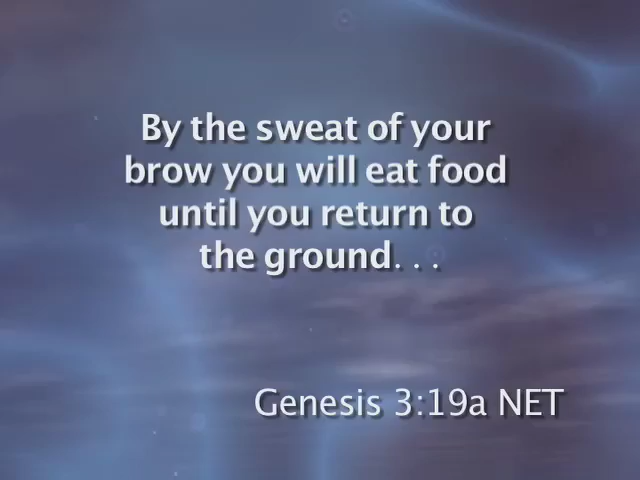 By the sweat of your
brow you will eat food
until you return to
the ground. . .
Genesis 3:19a NET